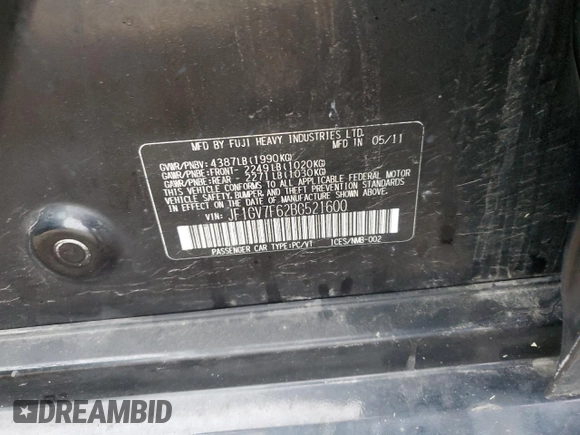 MFD BY FUJI HEAVY INDUSTRIES LTD.
MFD IN 05/11
GVWR/PNBV: 4387LB(1990KG)
GAWR/PNBE:FRONT- 2249LB(1020KG)
GAWR/PNBE:REAR - 2271LB(1030KG)
THIS VEHICLE CONFORMS TO ALL APPLICABLE FEDERAL MOTOR
VEHICLE SAFETY, BUMPER, AND THEFT PREVENTION STANDARDS
IN EFFECT ON THE DATE OF MANUFACTURE SHOWN ABOVE.
VIN: JF1GV7F62BG521600
PASSENGER CAR TYPE:PC/VT ICES/NMB-002
DREAMBID